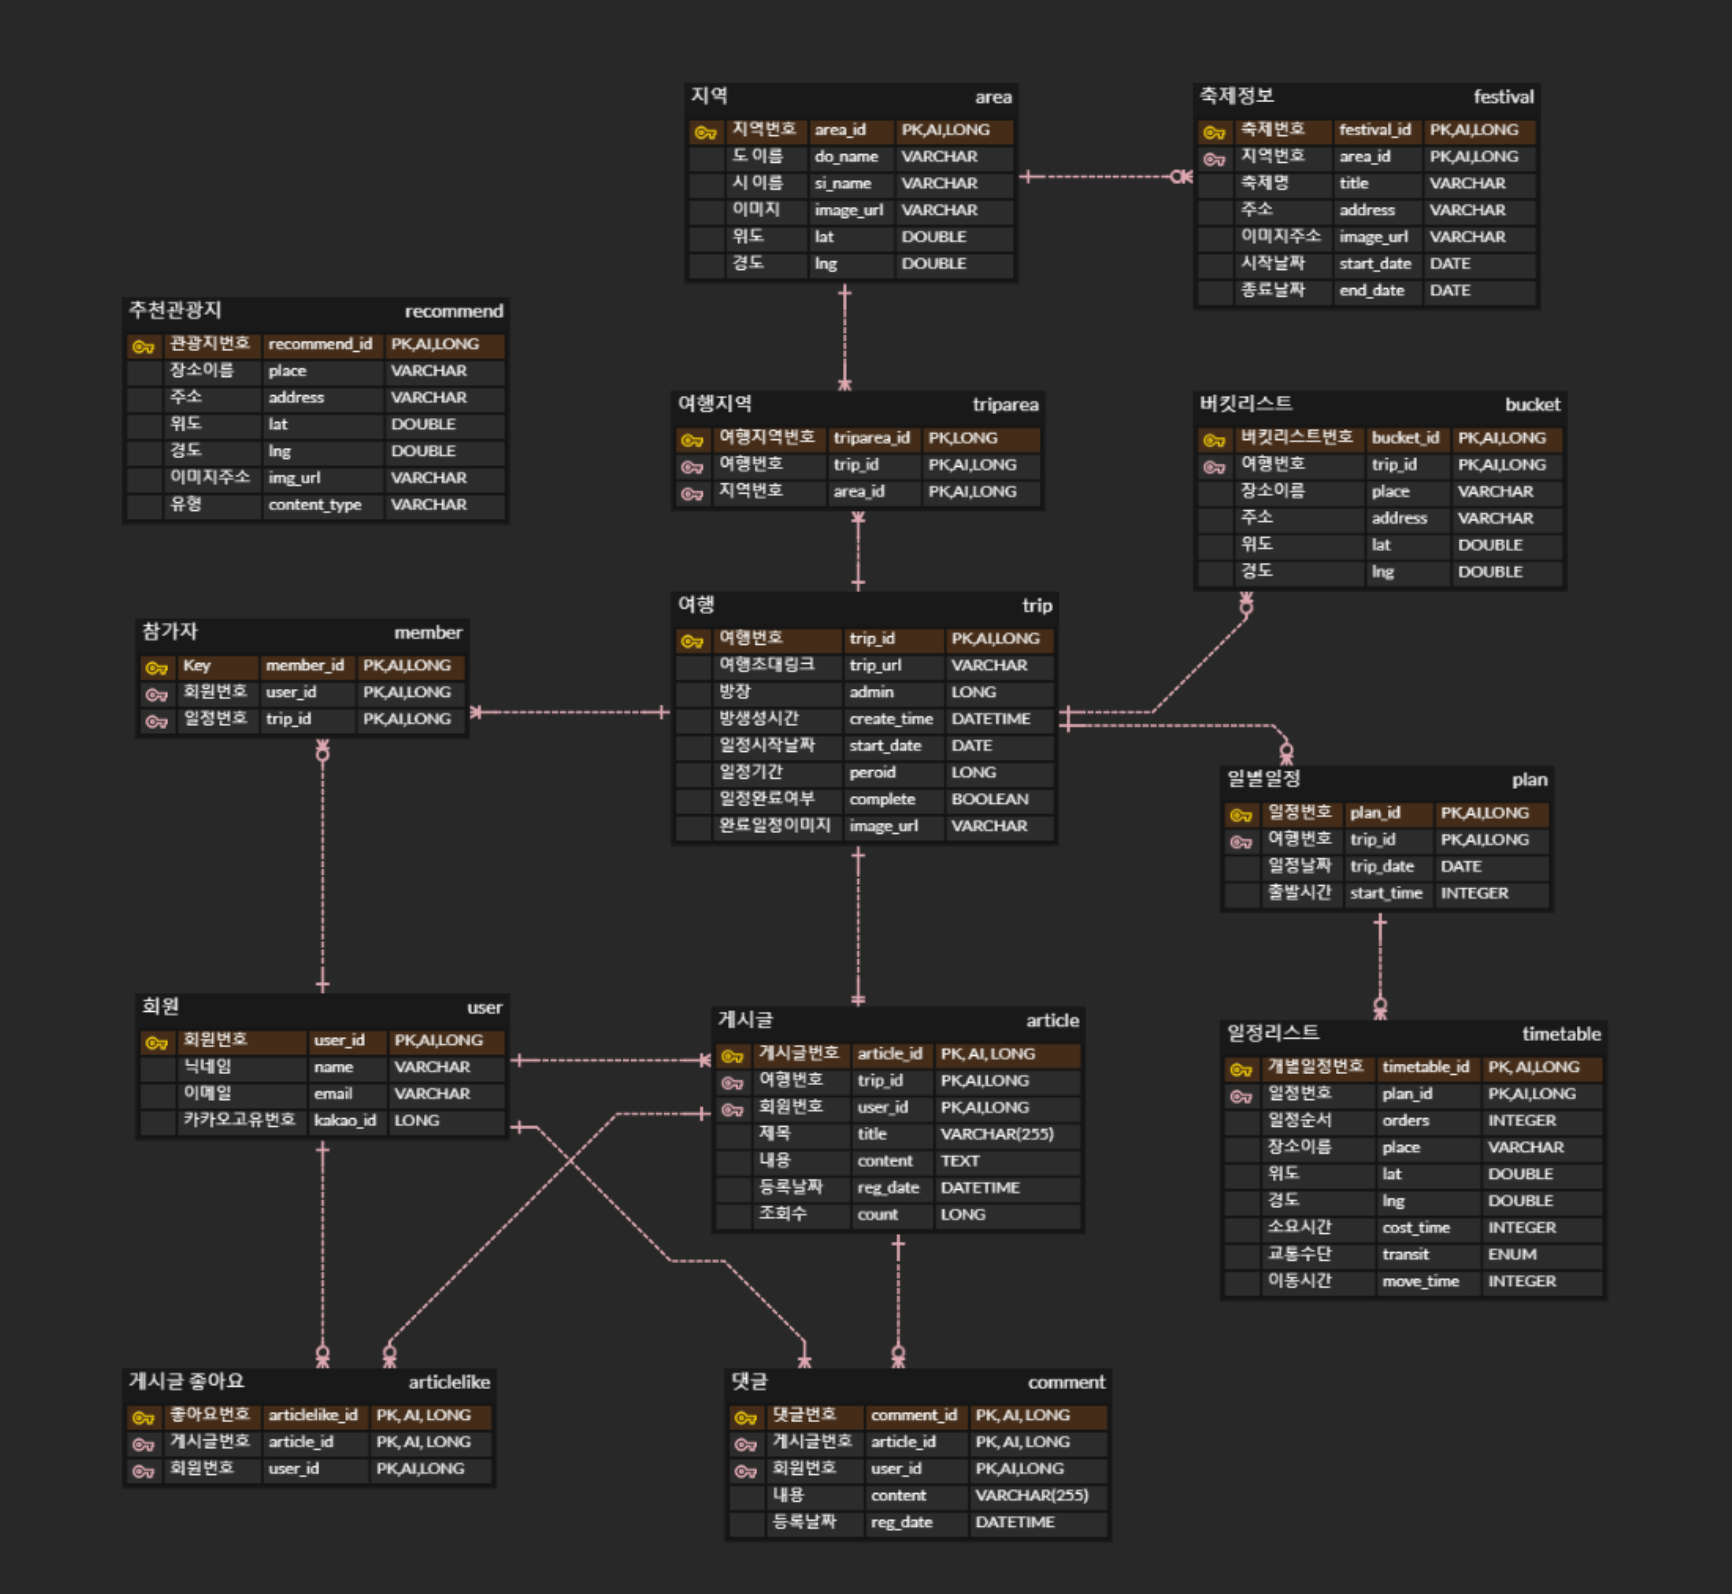 지역 area
지역번호 area_id PK,AI,LONG
도 이름 do_name VARCHAR
시 이름 si_name VARCHAR
이미지 image_url VARCHAR
위도 lat DOUBLE
경도 lng DOUBLE
축제정보 festival
축제번호 festival_id PK,AI,LONG
지역번호 area_id PK,AI,LONG
축제명 title VARCHAR
주소 address VARCHAR
이미지주소 image_url VARCHAR
시작날짜 start_date DATE
종료날짜 end_date DATE
추천관광지 recommend
관광지번호 recommend_id PK,AI,LONG
장소이름 place VARCHAR
주소 address VARCHAR
위도 lat DOUBLE
경도 lng DOUBLE
이미지주소 img_url VARCHAR
유형 content_type VARCHAR
여행지역 triparea
여행지역번호 triparea_id PK,LONG
여행번호 trip_id PK,AI,LONG
지역번호 area_id PK,AI,LONG
버킷리스트 bucket
버킷리스트번호 bucket_id PK,AI,LONG
여행번호 trip_id PK,AI,LONG
장소이름 place VARCHAR
주소 address VARCHAR
위도 lat DOUBLE
경도 lng DOUBLE
참가자 member
Key member_id PK,AI,LONG
회원번호 user_id PK,AI,LONG
일정번호 trip_id PK,AI,LONG
여행 trip
여행번호 trip_id PK,AI,LONG
여행초대링크 trip_url VARCHAR
방장 admin LONG
방생성시간 create_time DATETIME
일정시작날짜 start_date DATE
일정기간 peroid LONG
일정완료여부 complete BOOLEAN
완료일정이미지 image_url VARCHAR
일별일정 plan
일정번호 plan_id PK,AI,LONG
여행번호 trip_id PK,AI,LONG
일정날짜 trip_date DATE
출발시간 start_time INTEGER
회원 user
회원번호 user_id PK,AI,LONG
닉네임 name VARCHAR
이메일 email VARCHAR
카카오고유번호 kakao_id LONG
게시글 article
게시글번호 article_id PK, AI, LONG
여행번호 trip_id PK,AI,LONG
회원번호 user_id PK,AI,LONG
제목 title VARCHAR(255)
내용 content TEXT
등록날짜 reg_date DATETIME
조회수 count LONG
일정리스트 timetable
개별일정번호 timetable_id PK, AI,LONG
일정번호 plan_id PK,AI,LONG
일정순서 orders INTEGER
장소이름 place VARCHAR
위도 lat DOUBLE
경도 lng DOUBLE
소요시간 cost_time INTEGER
교통수단 transit ENUM
이동시간 move_time INTEGER
게시글 좋아요 articlelike
좋아요번호 articlelike_id PK, AI, LONG
게시글번호 article_id PK, AI, LONG
회원번호 user_id PK,AI,LONG
댓글 comment
댓글번호 comment_id PK, AI, LONG
게시글번호 article_id PK, AI, LONG
회원번호 user_id PK,AI,LONG
내용 content VARCHAR(255)
등록날짜 reg_date DATETIME